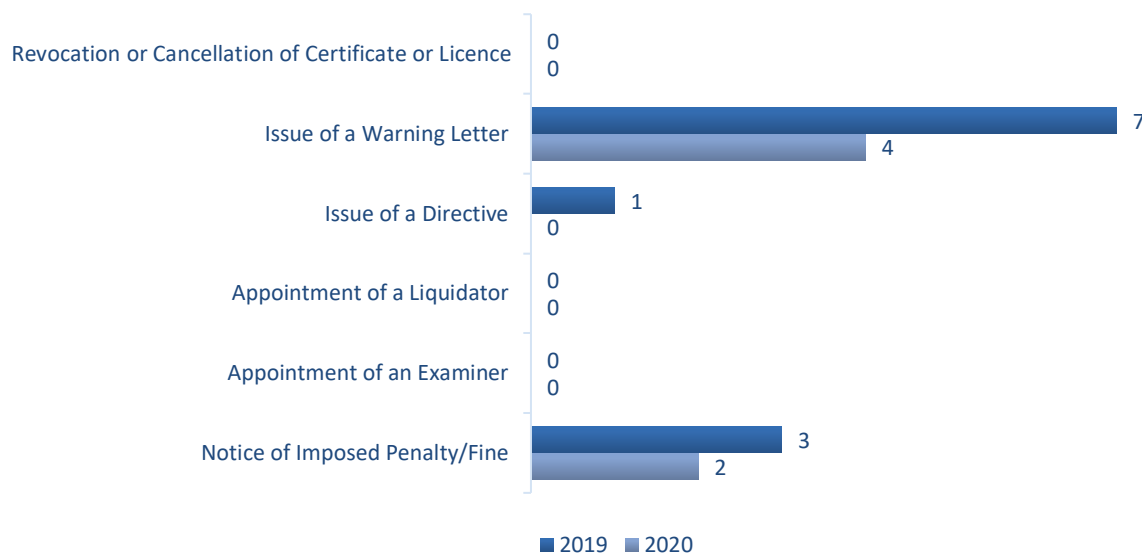 Revocation or Cancellation of Certificate or Licence
0
0
Issue of a Warning Letter
7
4
Issue of a Directive
1
0
Appointment of a Liquidator
0
0
Appointment of an Examiner
0
0
Notice of Imposed Penalty/Fine
3
2
2019 2020